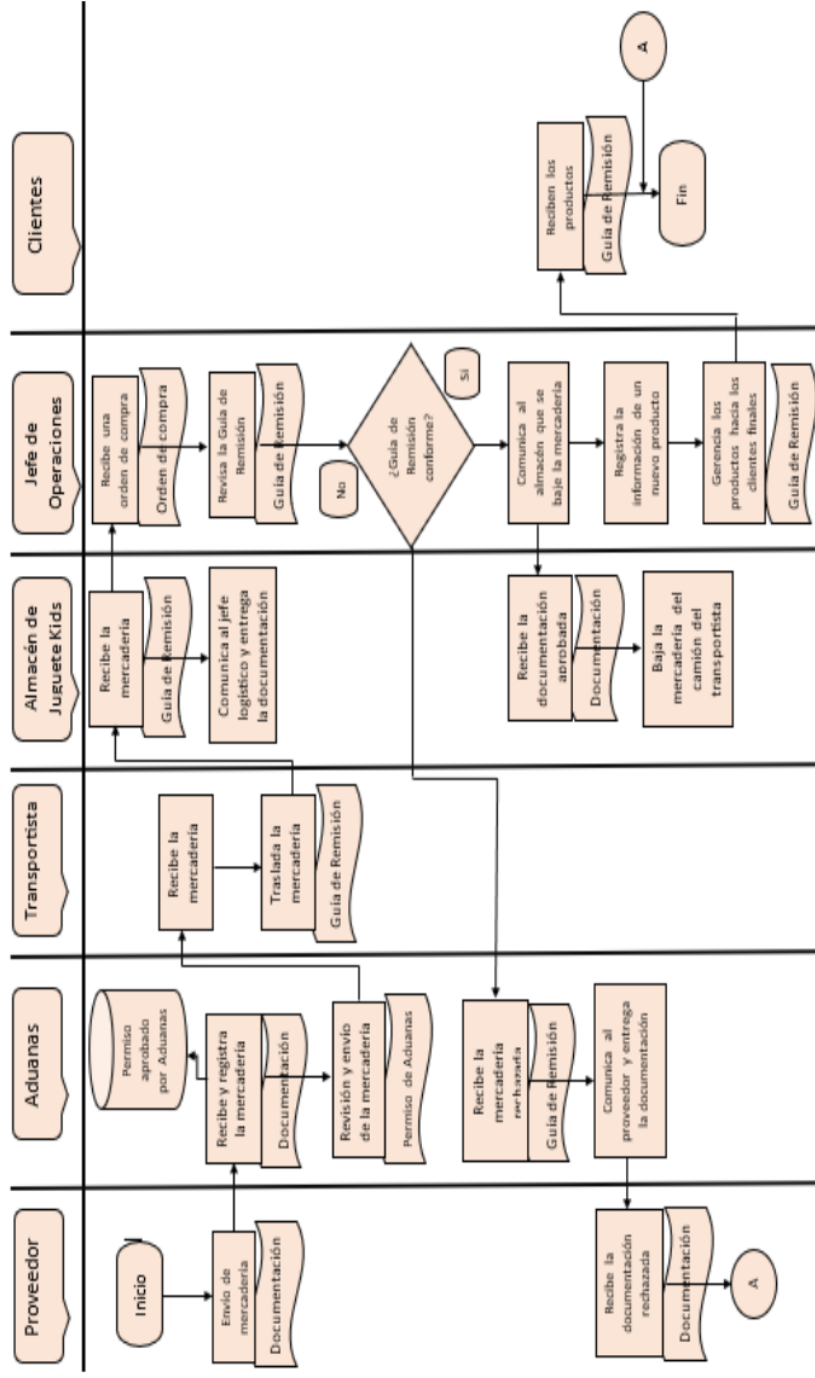 Proveedor
Aduanas
Transportista
Almacén de
Juguete Kids
Jefe de
Operaciones
Clientes
Inicio
Envío de
mercadería
Documentación
Recibe la
documentación
rechazada
Documentación
A
Permiso
aprobado
por Aduanas
Recibe y registra
la mercadería
Documentación
Revisión y envío
de la mercadería
Permiso de Aduanas
Recibe la
mercadería
rechazada
Guía de Remisión
Comunica al
proveedor y entrega
la documentación
Recibe la
mercadería
Traslada la
mercadería
Guía de Remisión
Recibe la
mercadería
Guía de Remisión
Comunica al jefe
logístico y entrega
la documentación
Recibe la
documentación
aprobada
Documentación
Baja la
mercadería del
camión del
transportista
Recibe una
orden de compra
Orden de compra
Revisa la Guía de
Remisión
Guía de Remisión
No
¿Guía de
Remisión
conforme?
Sí
Comunica al
almacén que se
baje la mercadería
Registra la
información de un
nuevo producto
Gerencia los
productos hacia los
clientes finales
Guía de Remisión
Reciben los
productos
Guía de Remisión
A
Fin